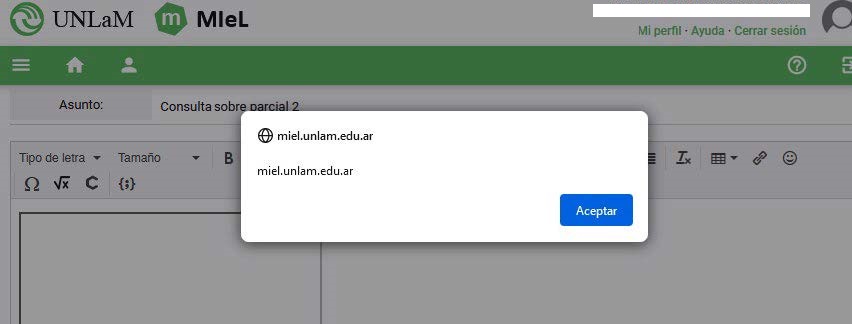 UNLaM MIeL
Mi perfil · Ayuda · Cerrar sesión
Asunto: Consulta sobre parcial 2
miel.unlam.edu.ar
Tipo de letra Tamaño B
miel.unlam.edu.ar
Aceptar